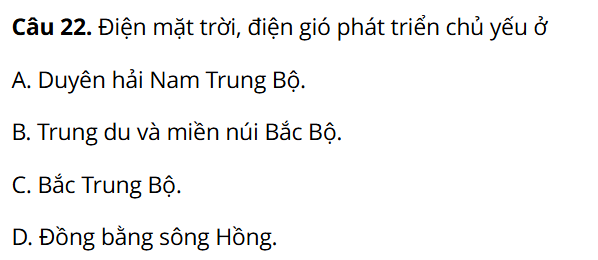 Câu 22. Điện mặt trời, điện gió phát triển chủ yếu ở
A. Duyên hải Nam Trung Bộ.
B. Trung du và miền núi Bắc Bộ.
C. Bắc Trung Bộ.
D. Đồng bằng sông Hồng.